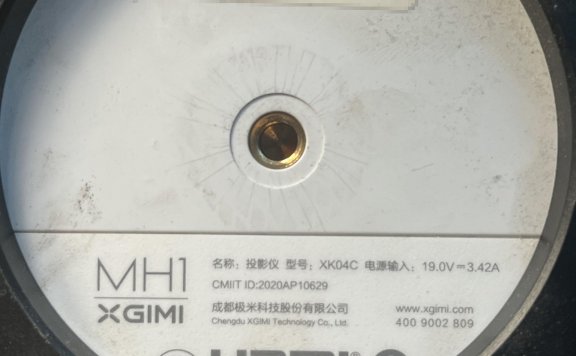 MH1
XGIMI
名称：投影仪 型号：XK04C 电源输入：19.0V⎓3.42A
CMIIT ID:2020AP10629
成都极米科技股份有限公司
Chengdu XGIMI Technology Co., Ltd.
www.xgimi.com
400 9002 809